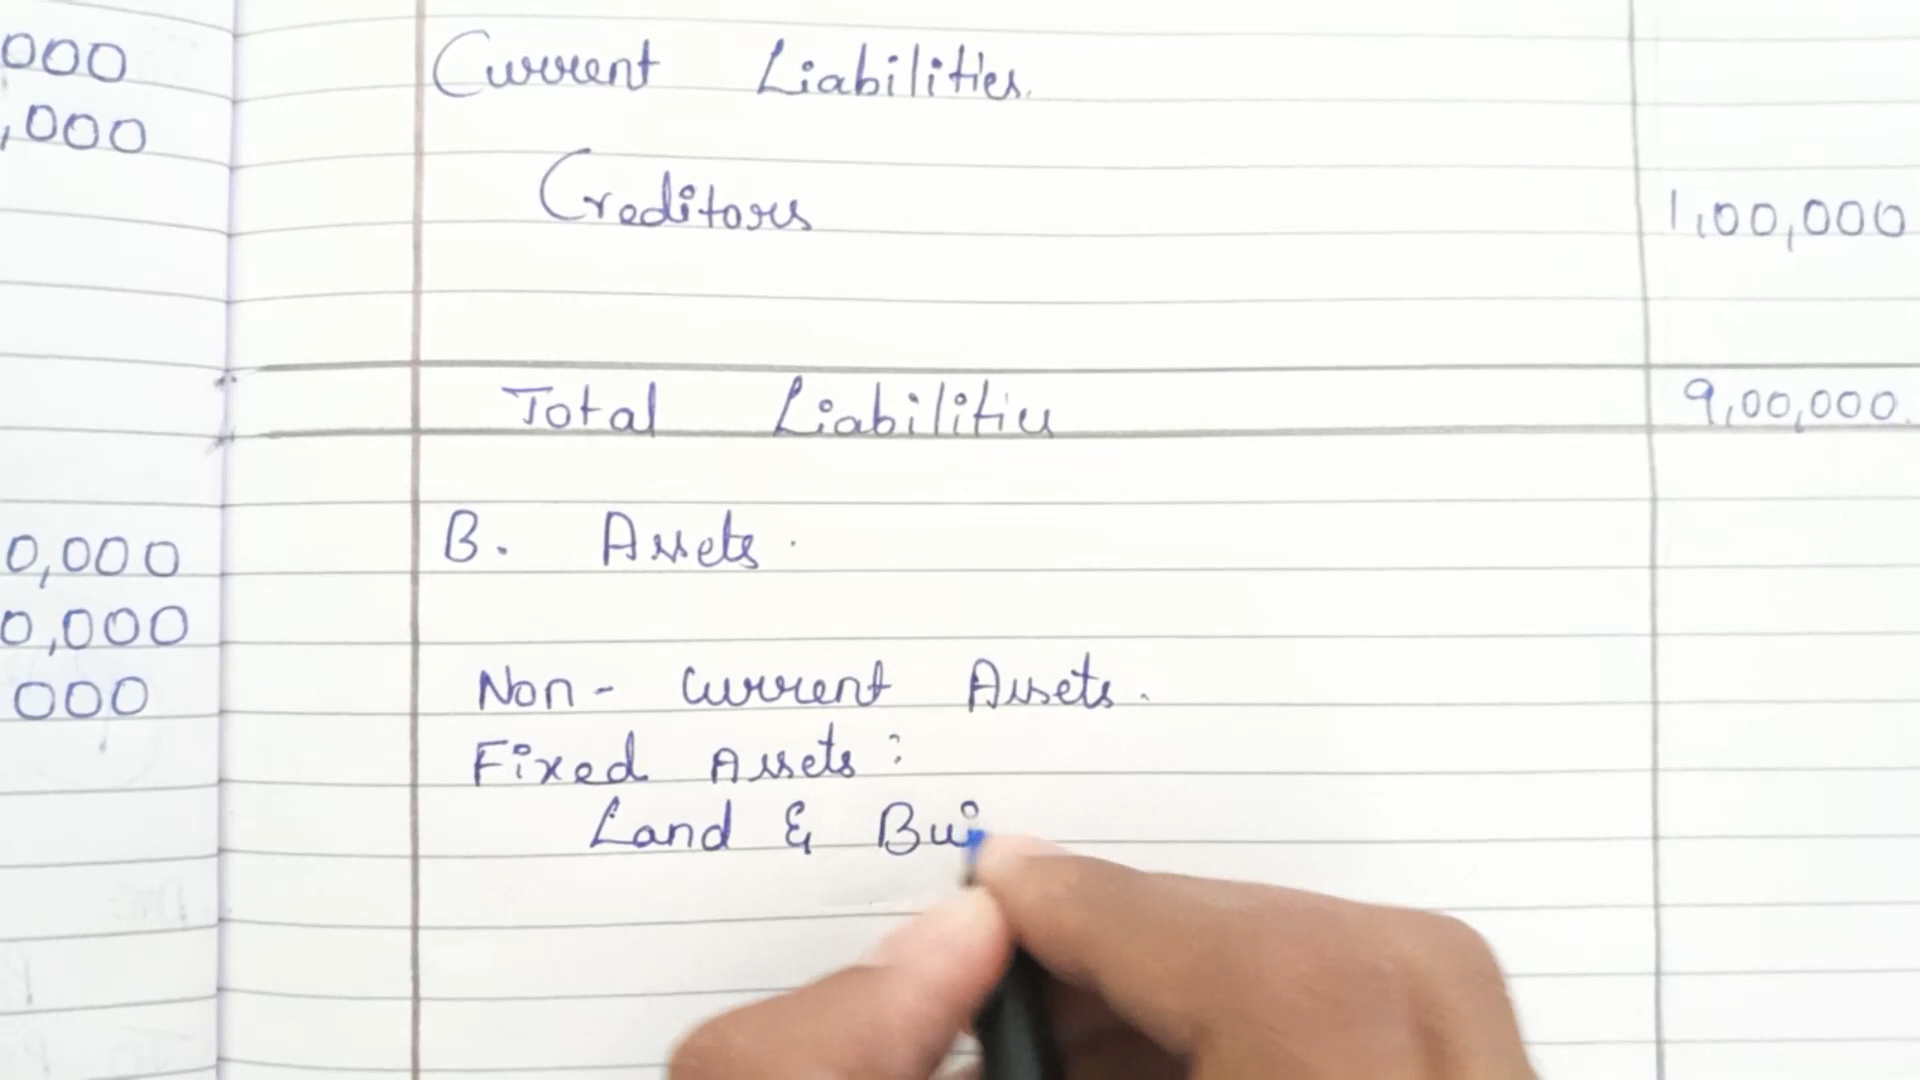 000
,000
Current Liabilities.
Creditors 1,00,000
Total Liabilities 9,00,000.
0,000 B. Assets.
0,000
000 Non- Current Assets.
Fixed Assets:
Land & Bui